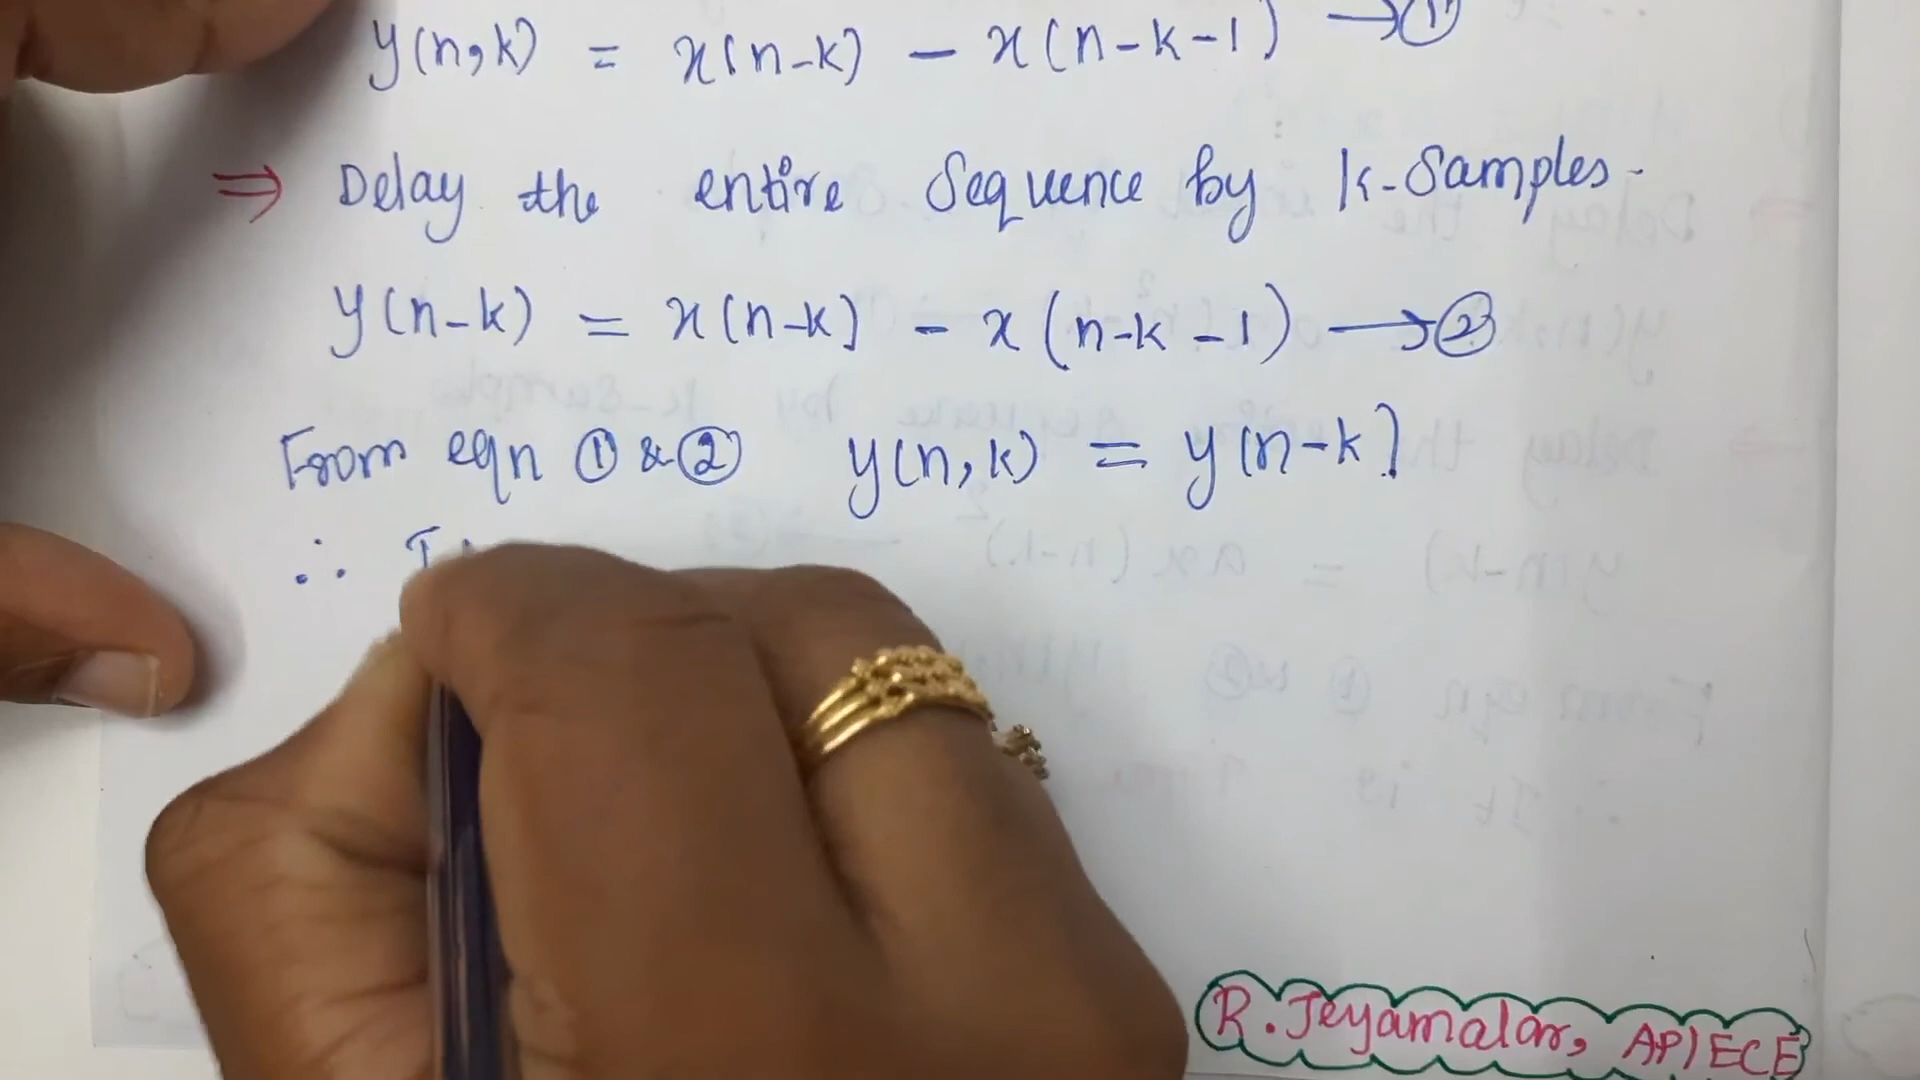 y(n,k) = x(n-k) - x(n-k-1) → ①
⇒ Delay the entire Sequence by k-Samples.
y(n-k) = x(n-k) - x(n-k-1) → ②
From eqn ① & ② y(n,k) = y(n-k)
∴
R. Jeyamalar, AP/ECE